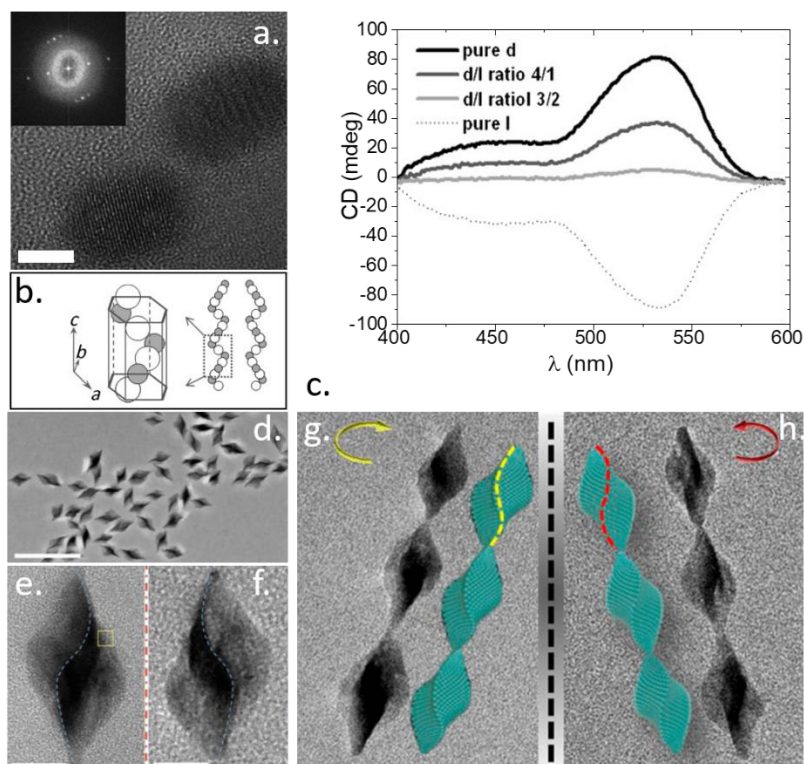 a.
b.
c
b
a
pure d
d/l ratio 4/1
d/l ratiol 3/2
pure l
CD (mdeg)
100
80
60
40
20
0
-20
-40
-60
-80
-100
400
450
500
550
600
λ (nm)
c.
d.
e.
f.
g.
h.